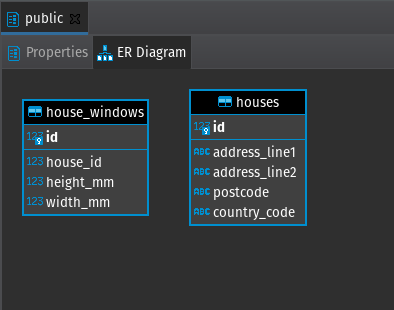 public
Properties
ER Diagram
house_windows
123 id
123 house_id
123 height_mm
123 width_mm
houses
123 id
ABC address_line1
ABC address_line2
ABC postcode
ABC country_code